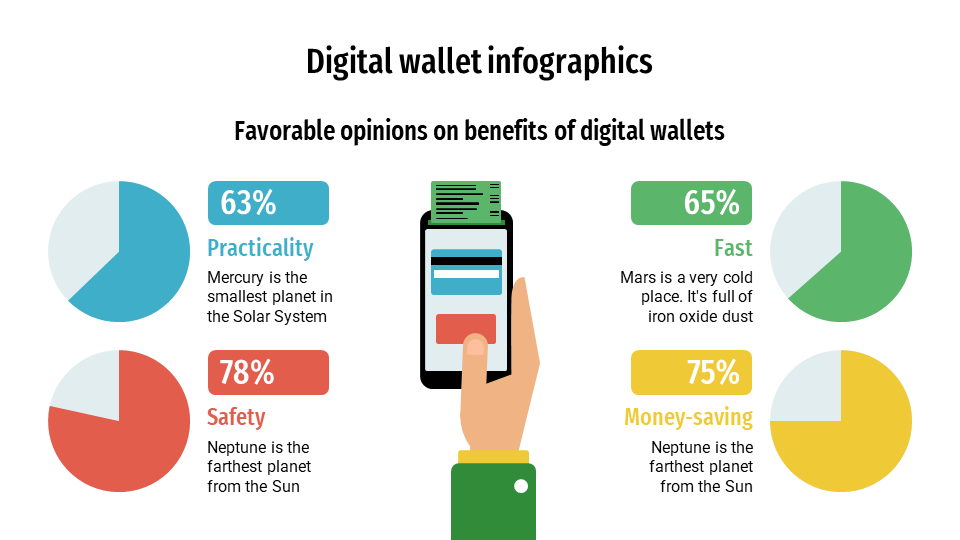 Digital wallet infographics
Favorable opinions on benefits of digital wallets
63%
Practicality
Mercury is the
smallest planet in
the Solar System
78%
Safety
Neptune is the
farthest planet
from the Sun
65%
Fast
Mars is a very cold
place. It's full of
iron oxide dust
75%
Money-saving
Neptune is the
farthest planet
from the Sun